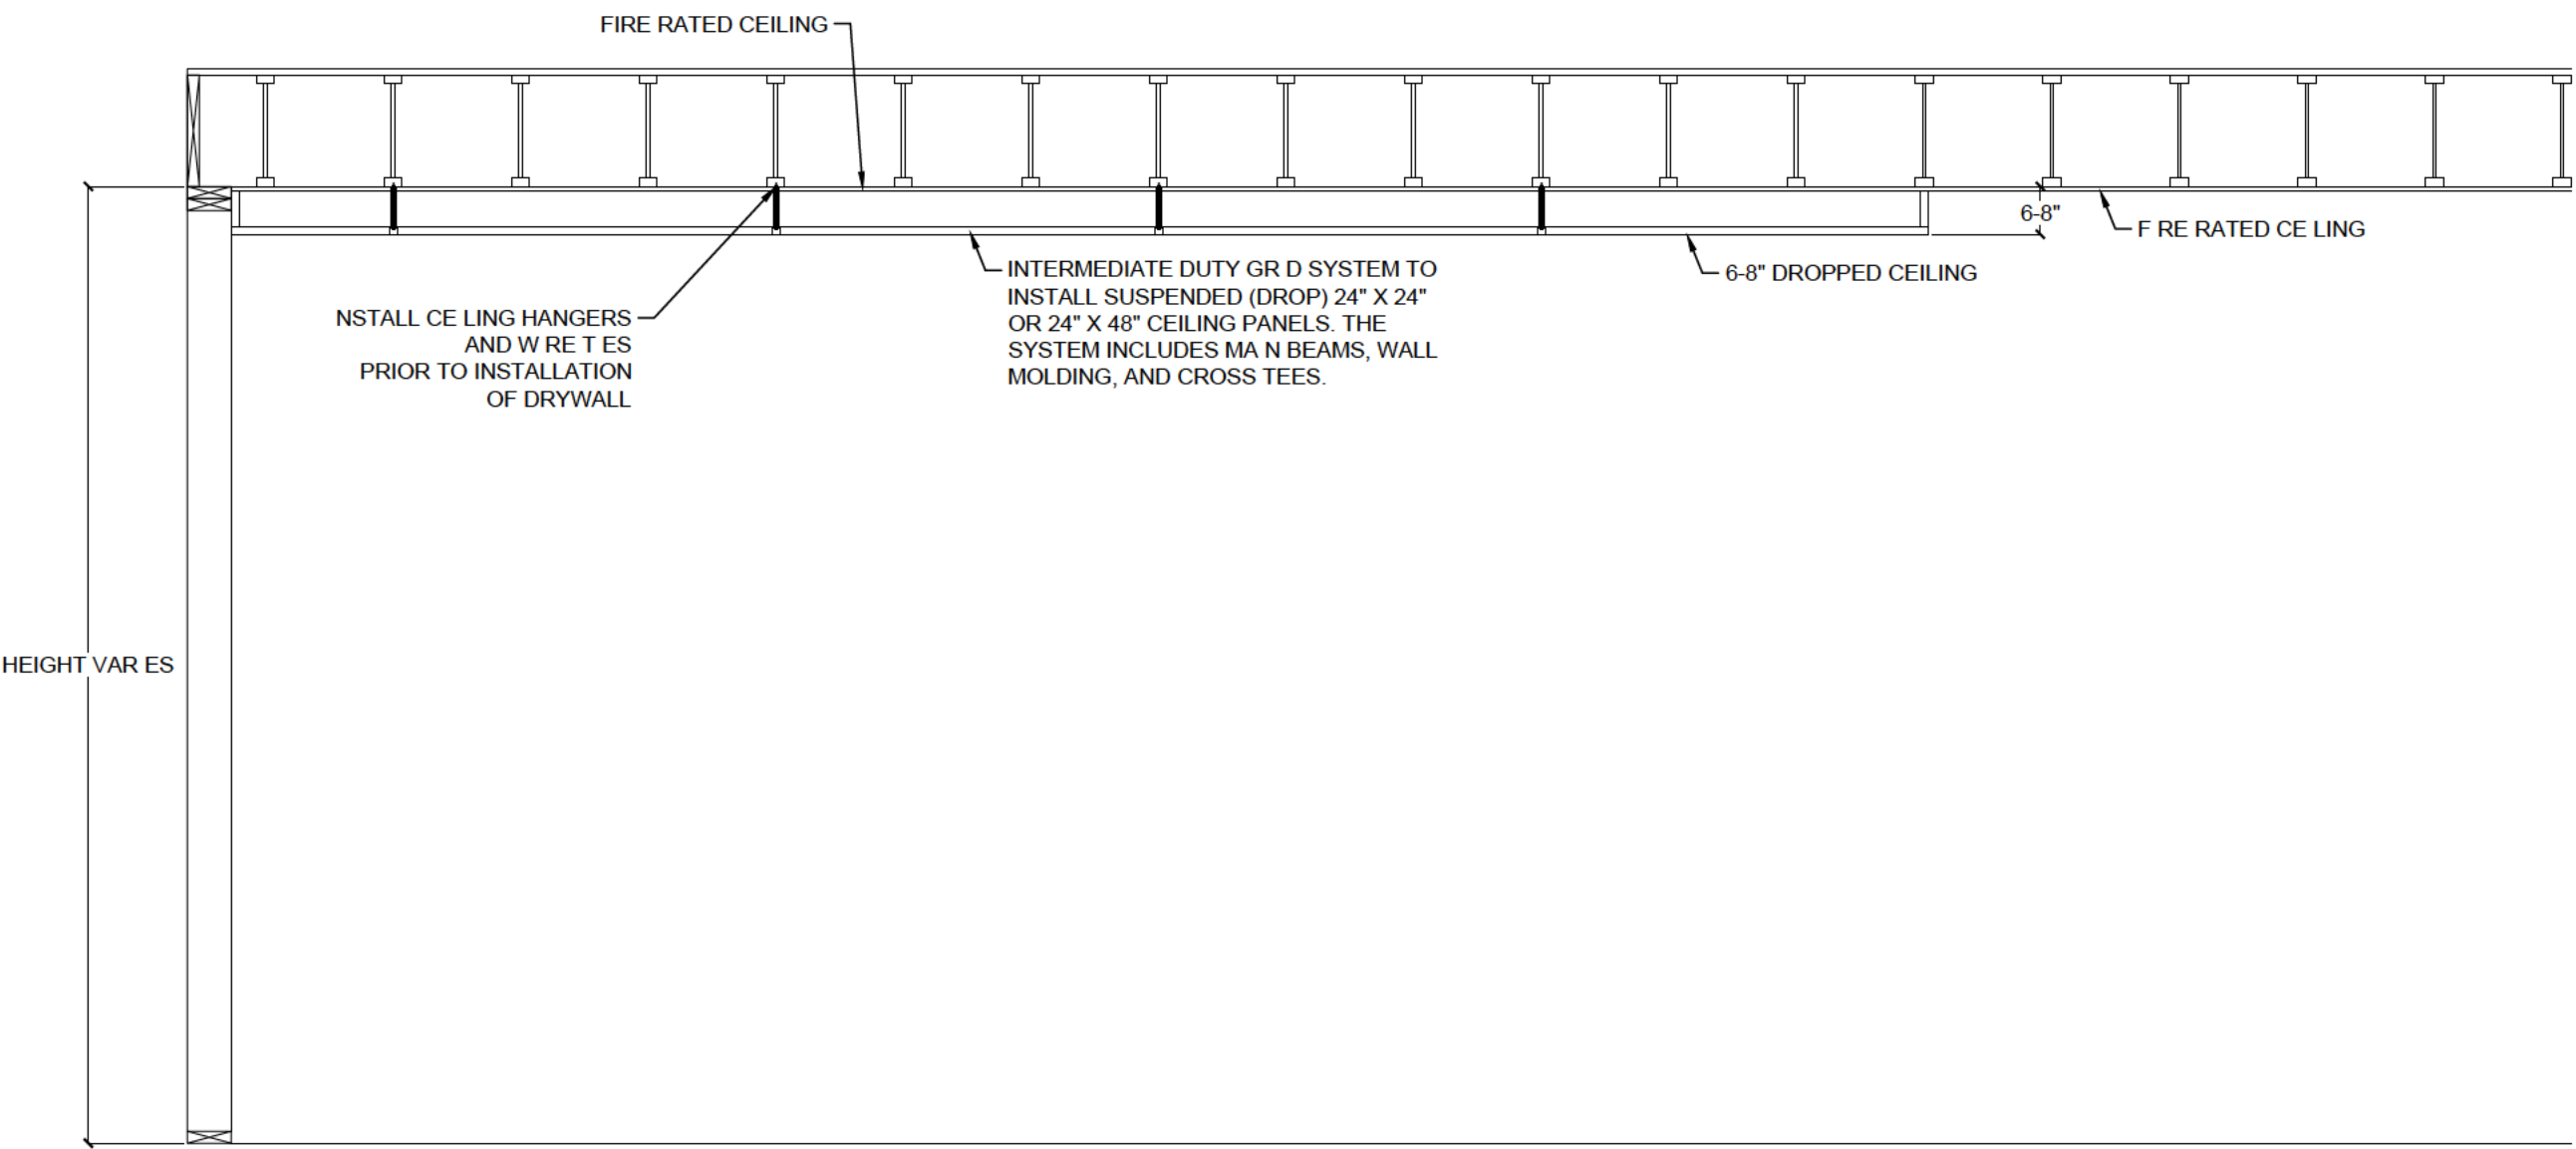 FIRE RATED CEILING
6-8"
F RE RATED CE LING
INTERMEDIATE DUTY GR D SYSTEM TO
INSTALL SUSPENDED (DROP) 24" X 24"
OR 24" X 48" CEILING PANELS. THE
SYSTEM INCLUDES MA N BEAMS, WALL
MOLDING, AND CROSS TEES.
6-8" DROPPED CEILING
NSTALL CE LING HANGERS
AND W RE T ES
PRIOR TO INSTALLATION
OF DRYWALL
HEIGHT VAR ES